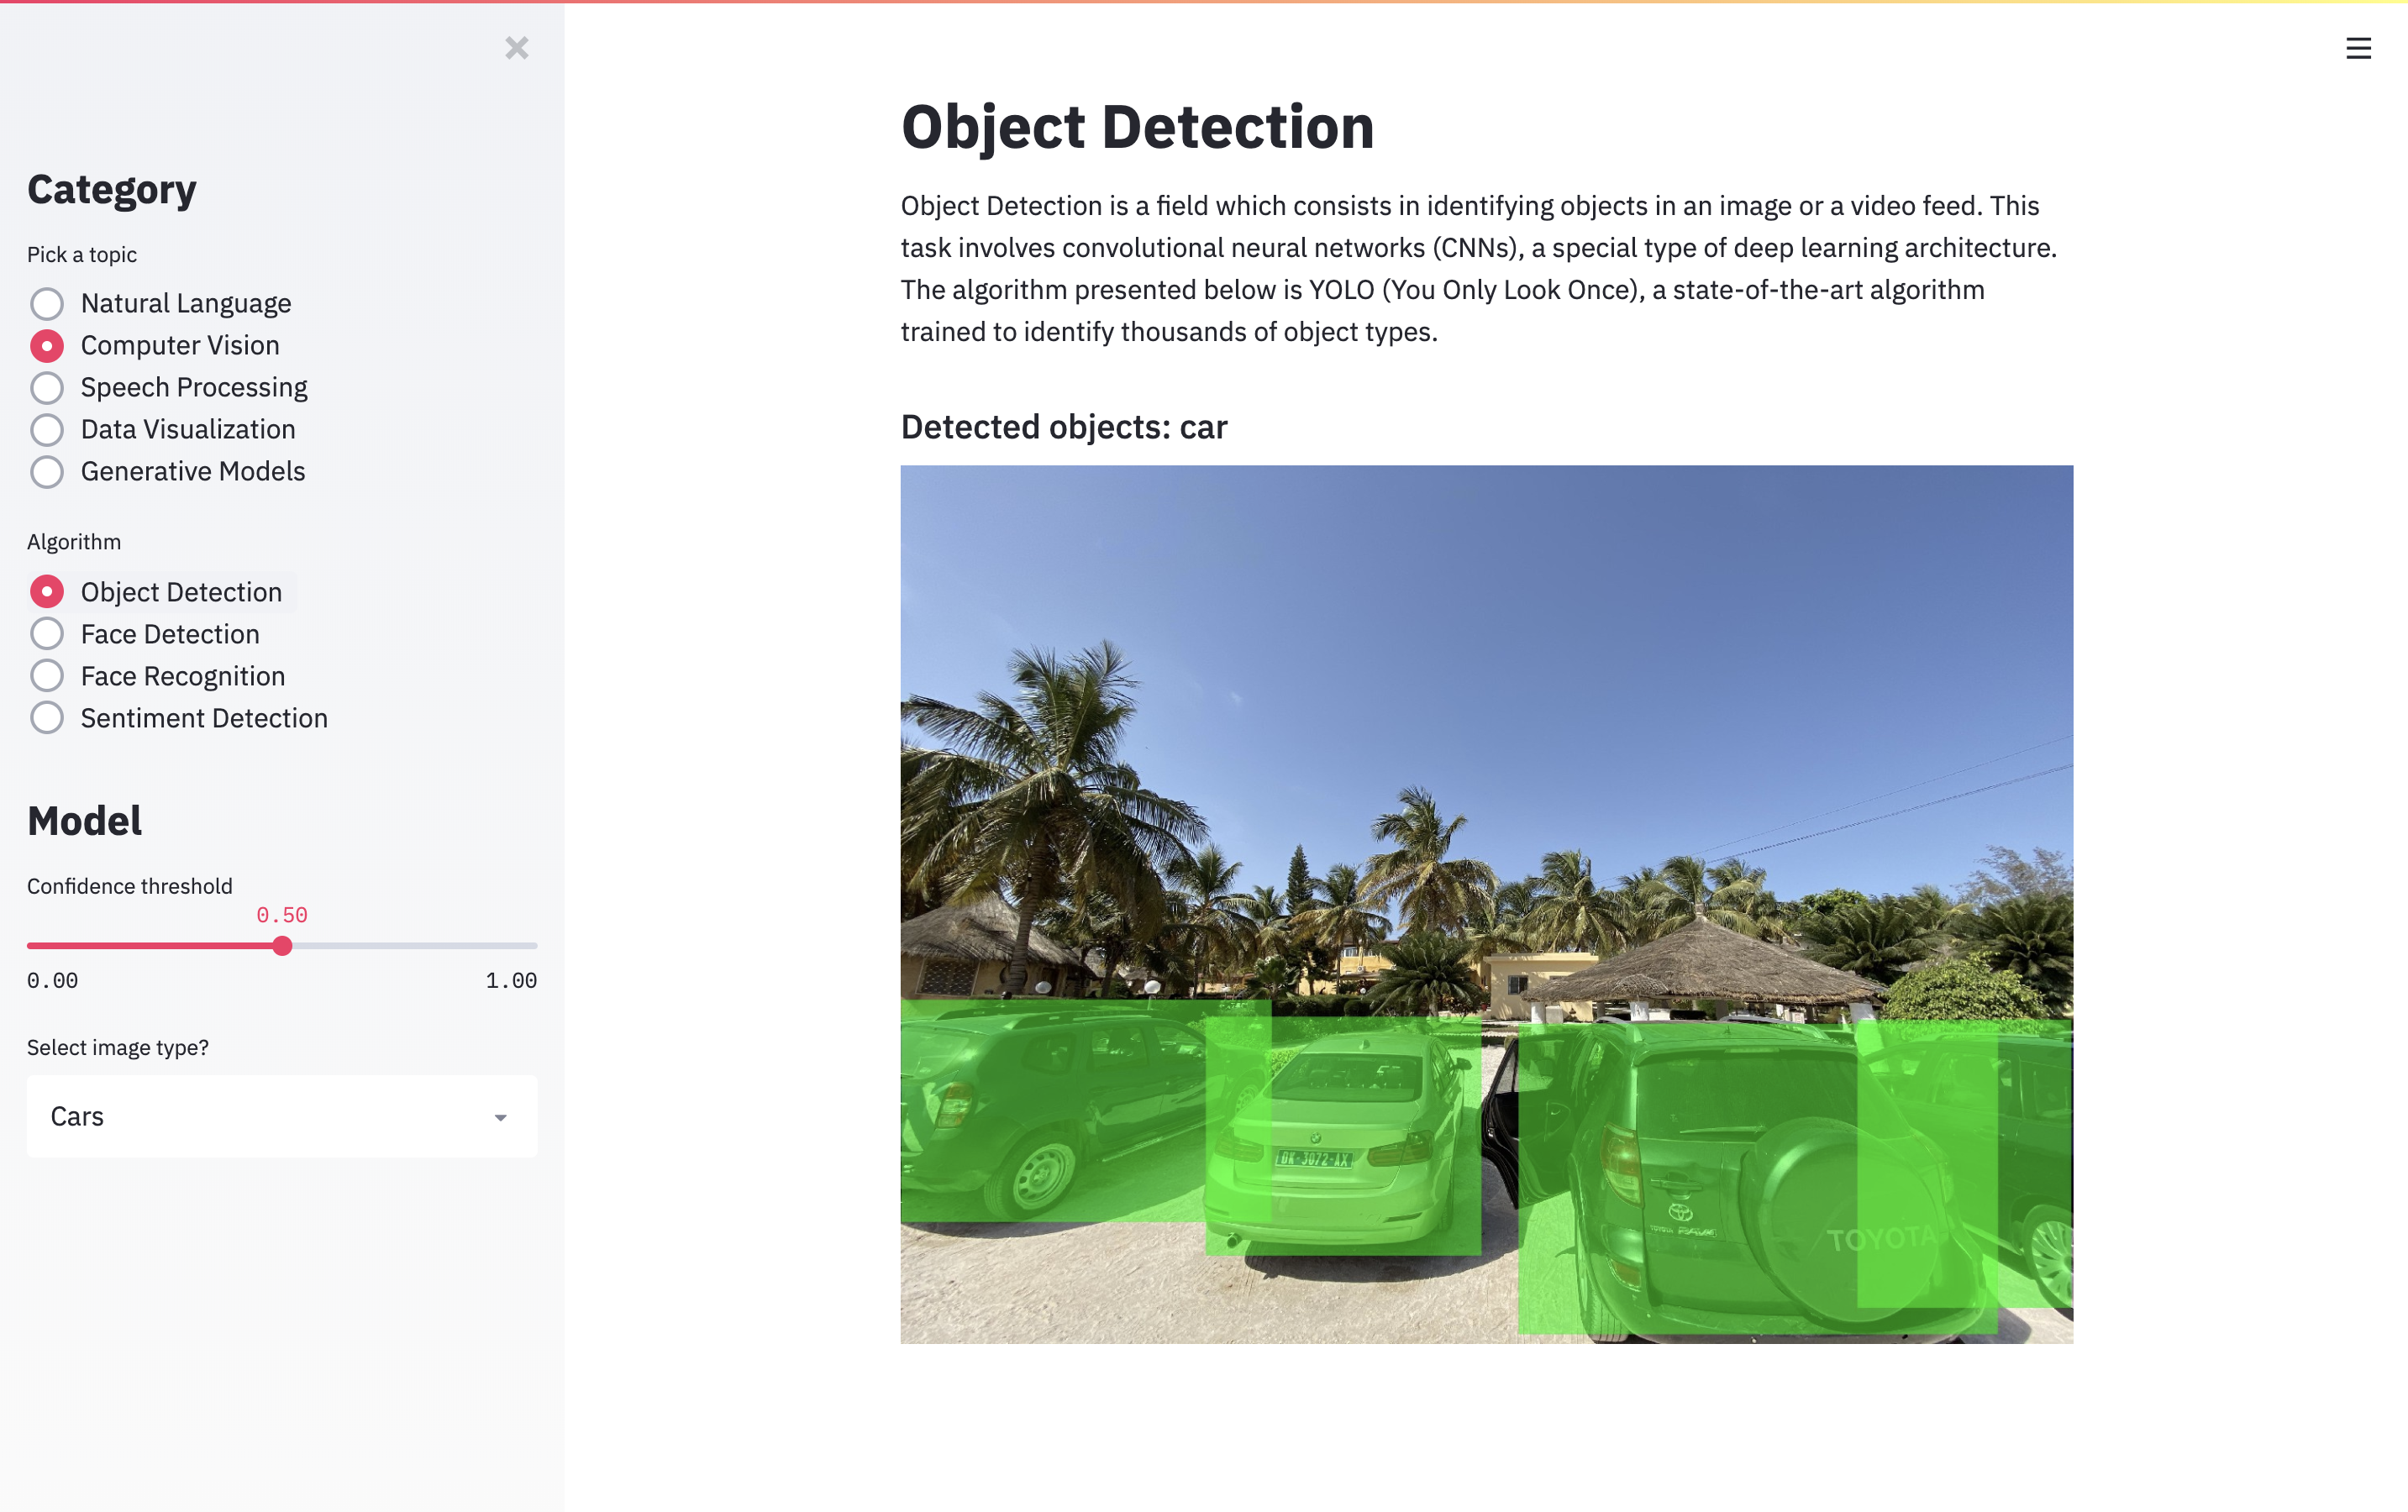 Category
Pick a topic
Natural Language
Computer Vision
Speech Processing
Data Visualization
Generative Models
Algorithm
Object Detection
Face Detection
Face Recognition
Sentiment Detection
Model
Confidence threshold
0.50
0.00 1.00
Select image type?
Cars
Object Detection
Object Detection is a field which consists in identifying objects in an image or a video feed. This
task involves convolutional neural networks (CNNs), a special type of deep learning architecture.
The algorithm presented below is YOLO (You Only Look Once), a state-of-the-art algorithm
trained to identify thousands of object types.
Detected objects: car
DK-3072-AX
TOYOTA